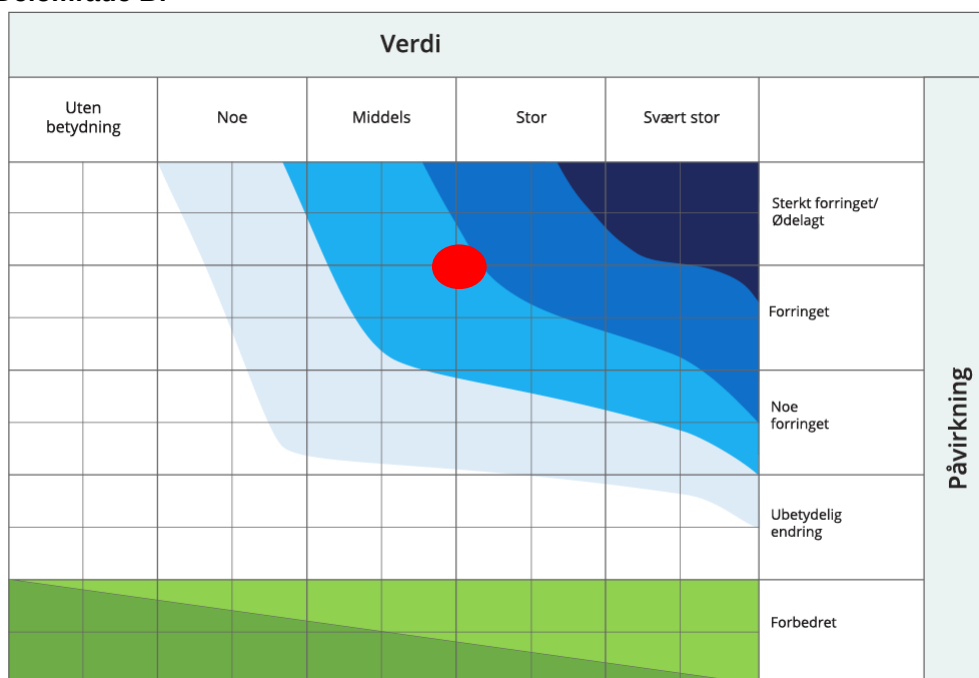 Verdi
Uten
betydning
Noe
Middels
Stor
Svært stor
Sterkt forringet/
Ødelagt
Forringet
Noe
forringet
Ubetydelig
endring
Forbedret
Påvirkning